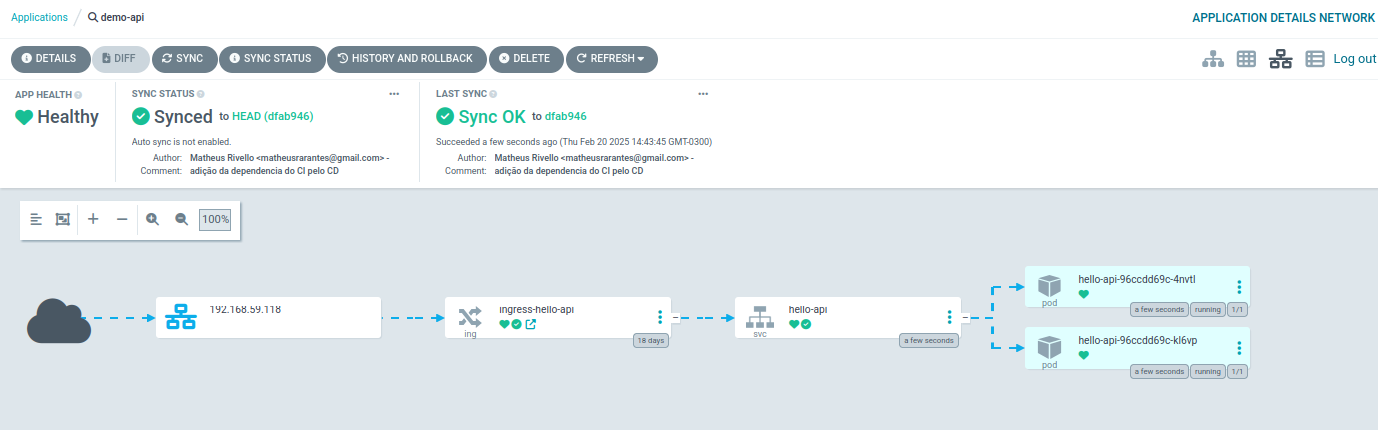 Applications / demo-api
APPLICATION DETAILS NETWORK
DETAILS DIFF SYNC SYNC STATUS HISTORY AND ROLLBACK DELETE REFRESH
Log out
APP HEALTH
Healthy
SYNC STATUS
Synced to HEAD (dfab946)
Auto sync is not enabled.
Author: Matheus Rivello <matheusrarantes@gmail.com> -
Comment: adição da dependencia do CI pelo CD
LAST SYNC
Sync OK to dfab946
Succeeded a few seconds ago (Thu Feb 20 2025 14:43:45 GMT-0300)
Author: Matheus Rivello <matheusrarantes@gmail.com> -
Comment: adição da dependencia do CI pelo CD
100%
192.168.59.118
ingress-hello-api
ing
18 days
hello-api
svc
a few seconds
hello-api-96ccdd69c-4nvtl
pod
a few seconds running 1/1
hello-api-96ccdd69c-kl6vp
pod
a few seconds running 1/1